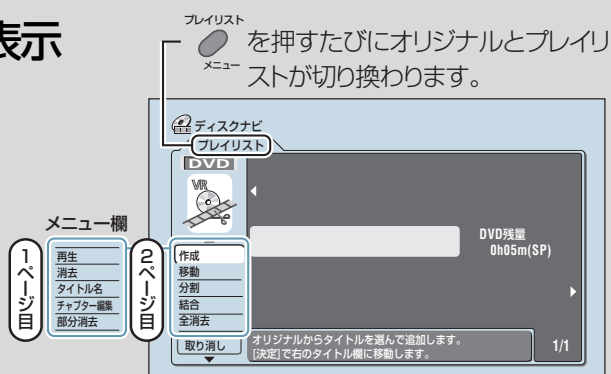 表示
プレイリスト
メニュー
を押すたびにオリジナルとプレイリ
ストが切り換わります。
ディスクナビ
プレイリスト
DVD
VR
メニュー欄
1ページ目
再生
消去
タイトル名
チャプター編集
部分消去
2ページ目
作成
移動
分割
結合
全消去
取り消し
DVD残量
0h05m(SP)
オリジナルからタイトルを選んで追加します。
[決定]で右のタイトル欄に移動します。
1/1